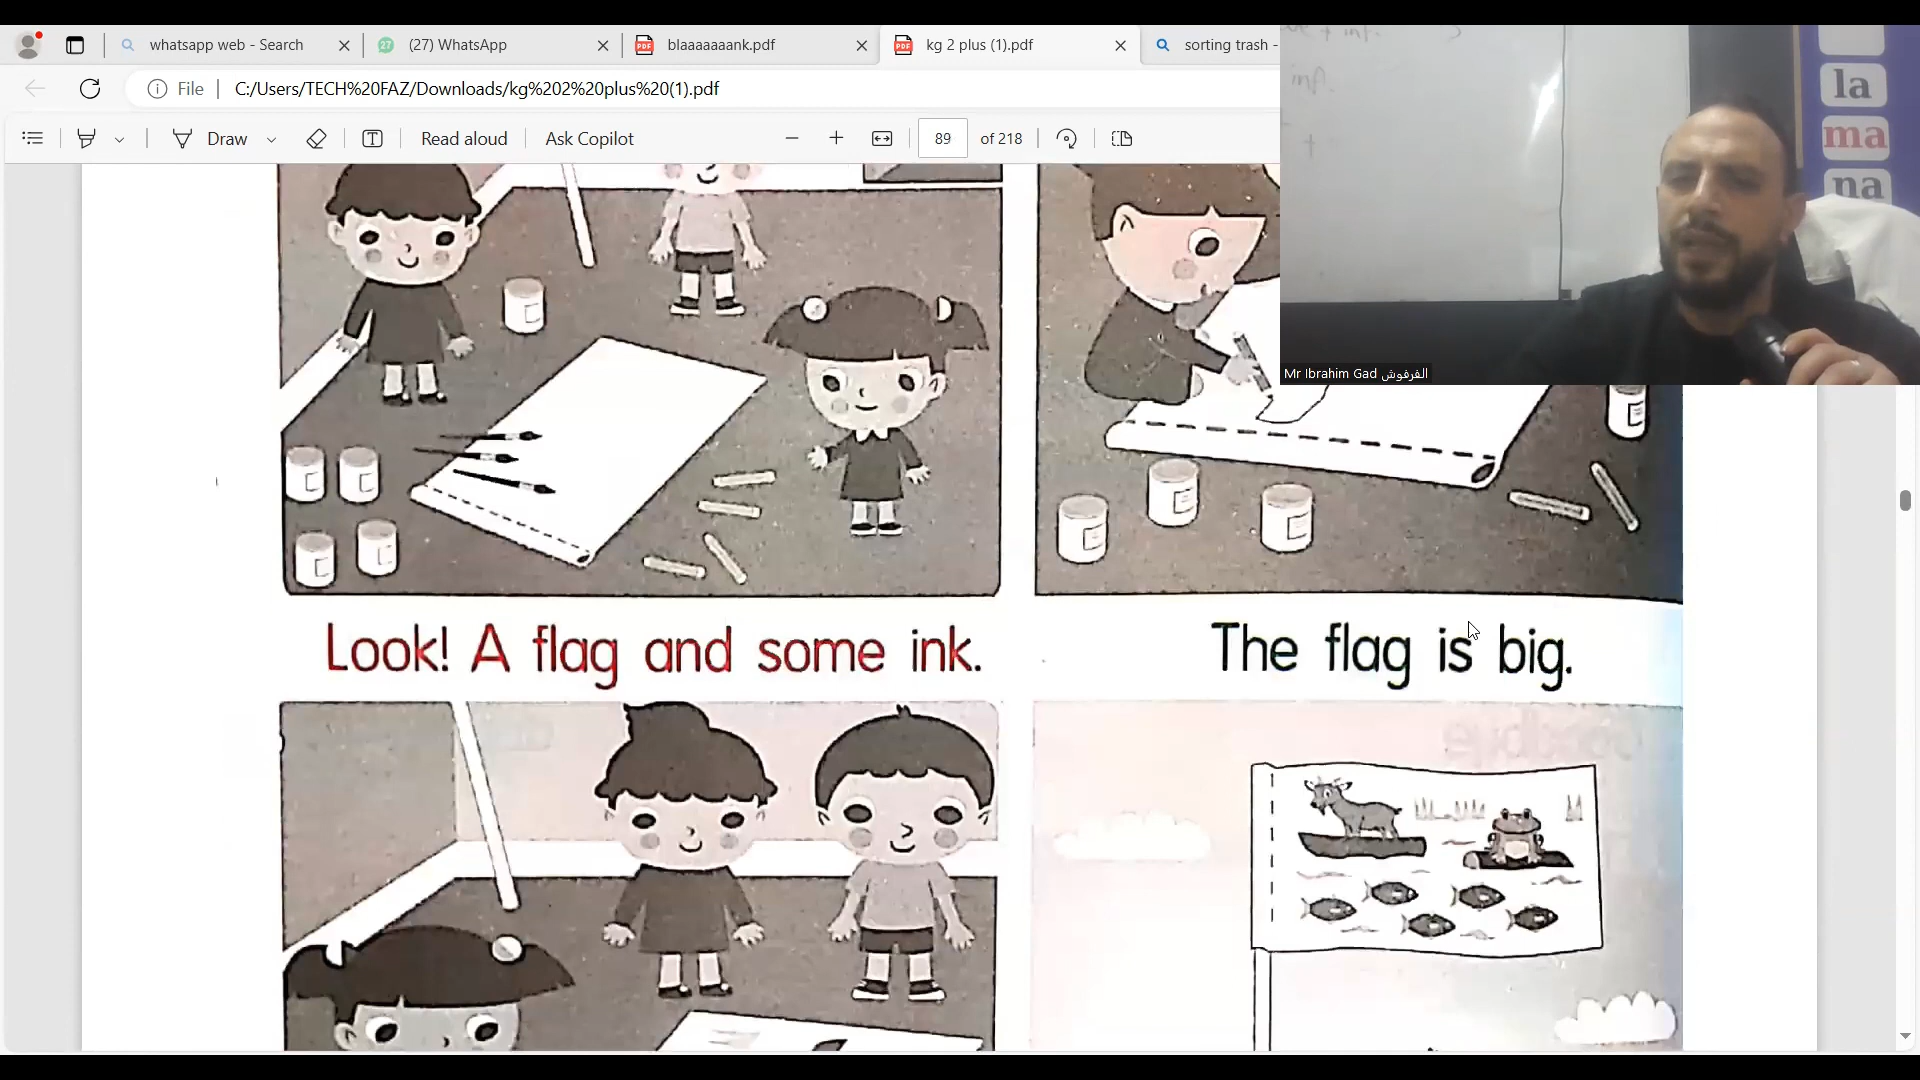 whatsapp web - Search
(27) WhatsApp
blaaaaaaank.pdf
kg 2 plus (1).pdf
sorting trash -
File
C:/Users/TECH%20FAZ/Downloads/kg%202%20plus%20(1).pdf
Draw
Read aloud
Ask Copilot
89 of 218
la
ma
na
Mr Ibrahim Gad الفرفوش
Look! A flag and some ink.
The flag is big.